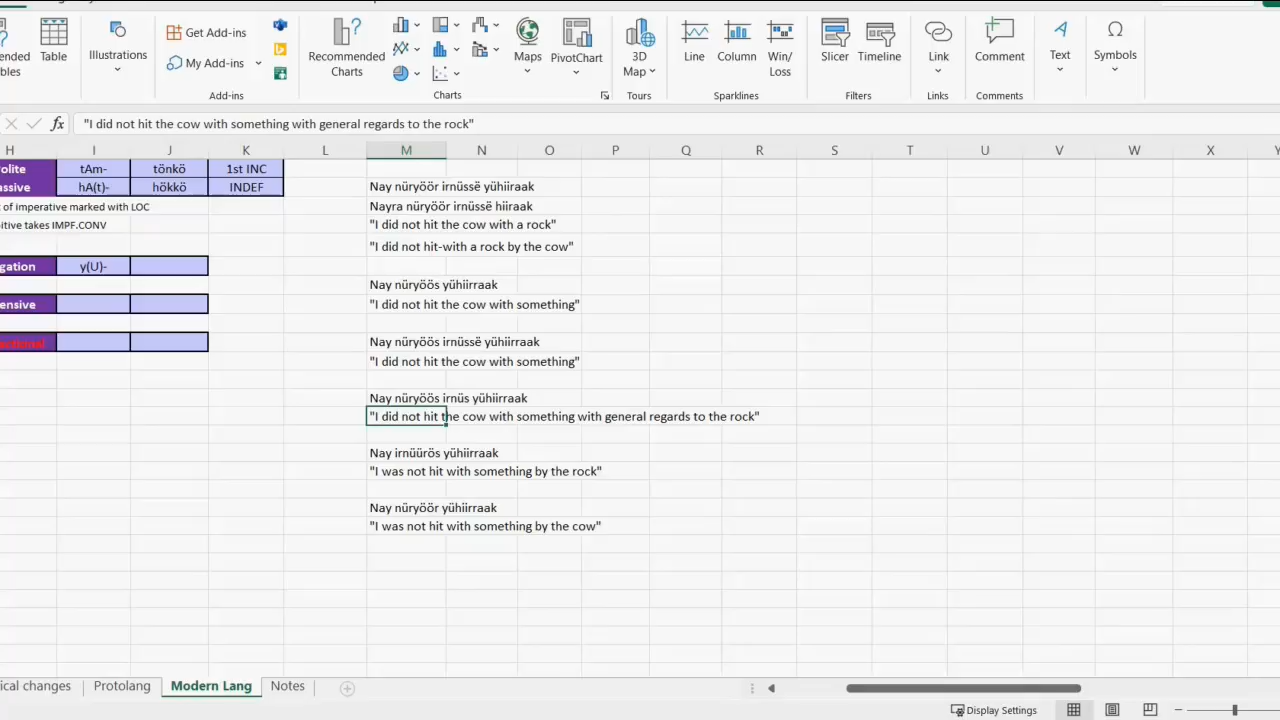 Table
Illustrations
Get Add-ins
My Add-ins
Add-ins
Recommended
Charts
Charts
Maps
PivotChart
3D
Map
Tours
Line
Column
Win/
Loss
Sparklines
Slicer
Timeline
Filters
Link
Links
Comment
Comments
Text
Symbols
fx "I did not hit the cow with something with general regards to the rock"
H I J K L M N O P Q R S T U V W X
olite tAm- tönkö 1st INC
assive hA(t)- hökkö INDEF
t of imperative marked with LOC
itive takes IMPF.CONV
gation y(U)-
ensive
Nay nüryöör irnüssë yühiiraak
Nayra nüryöör irnüssë hiiraak
"I did not hit the cow with a rock"
"I did not hit-with a rock by the cow"
Nay nüryöös yühiirraak
"I did not hit the cow with something"
Nay nüryöös irnüssë yühiirraak
"I did not hit the cow with something"
Nay nüryöös irnüs yühiirraak
"I did not hit the cow with something with general regards to the rock"
Nay irnüürös yühiirraak
"I was not hit with something by the rock"
Nay nüryöör yühiirraak
"I was not hit with something by the cow"
ical changes Protolang Modern Lang Notes
Display Settings